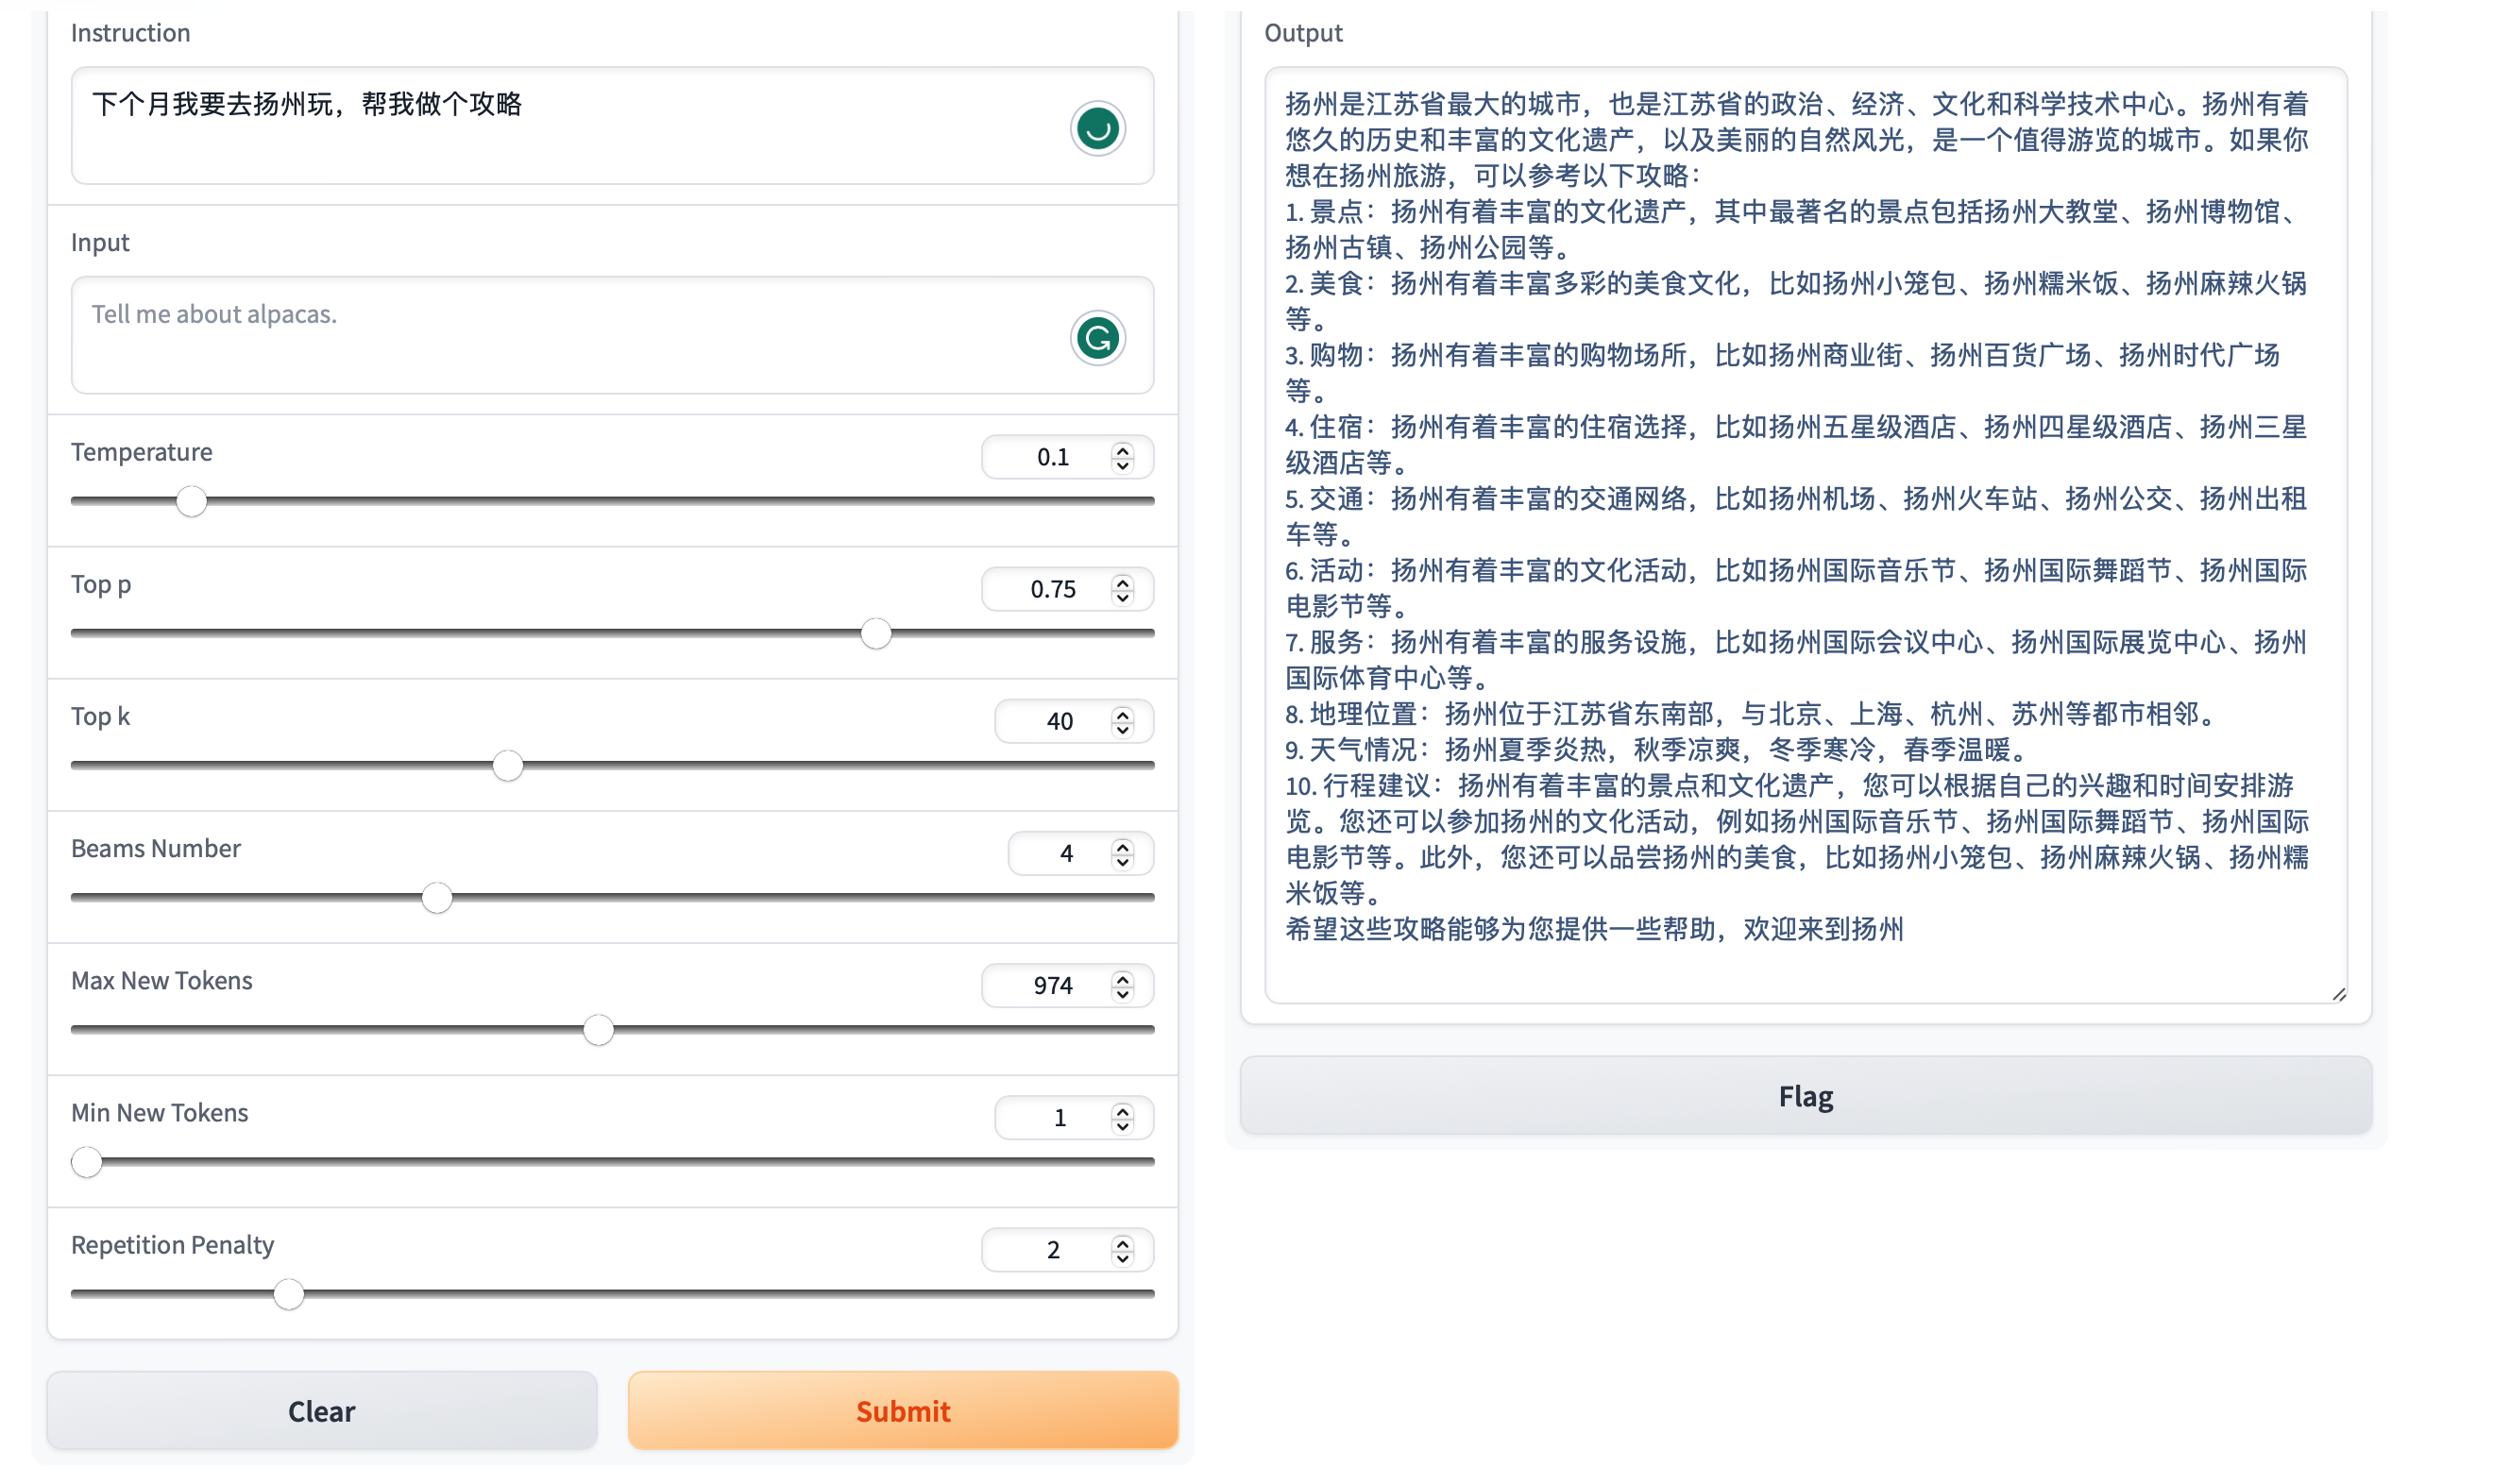 Instruction
下个月我要去扬州玩，帮我做个攻略
Input
Tell me about alpacas.
Temperature
0.1
Top p
0.75
Top k
40
Beams Number
4
Max New Tokens
974
Min New Tokens
1
Repetition Penalty
2
Clear
Submit
Output
扬州是江苏省最大的城市，也是江苏省的政治、经济、文化和科学技术中心。扬州有着
悠久的历史和丰富的文化遗产，以及美丽的自然风光，是一个值得游览的城市。如果你
想在扬州旅游，可以参考以下攻略：
1. 景点：扬州有着丰富的文化遗产，其中最著名的景点包括扬州大教堂、扬州博物馆、
扬州古镇、扬州公园等。
2. 美食：扬州有着丰富多彩的美食文化，比如扬州小笼包、扬州糯米饭、扬州麻辣火锅
等。
3. 购物：扬州有着丰富的购物场所，比如扬州商业街、扬州百货广场、扬州时代广场
等。
4. 住宿：扬州有着丰富的住宿选择，比如扬州五星级酒店、扬州四星级酒店、扬州三星
级酒店等。
5. 交通：扬州有着丰富的交通网络，比如扬州机场、扬州火车站、扬州公交、扬州出租
车等。
6. 活动：扬州有着丰富的文化活动，比如扬州国际音乐节、扬州国际舞蹈节、扬州国际
电影节等。
7. 服务：扬州有着丰富的服务设施，比如扬州国际会议中心、扬州国际展览中心、扬州
国际体育中心等。
8. 地理位置：扬州位于江苏省东南部，与北京、上海、杭州、苏州等都市相邻。
9. 天气情况：扬州夏季炎热，秋季凉爽，冬季寒冷，春季温暖。
10. 行程建议：扬州有着丰富的景点和文化遗产，您可以根据自己的兴趣和时间安排游
览。您还可以参加扬州的文化活动，例如扬州国际音乐节、扬州国际舞蹈节、扬州国际
电影节等。此外，您还可以品尝扬州的美食，比如扬州小笼包、扬州麻辣火锅、扬州糯
米饭等。
希望这些攻略能够为您提供一些帮助，欢迎来到扬州
Flag